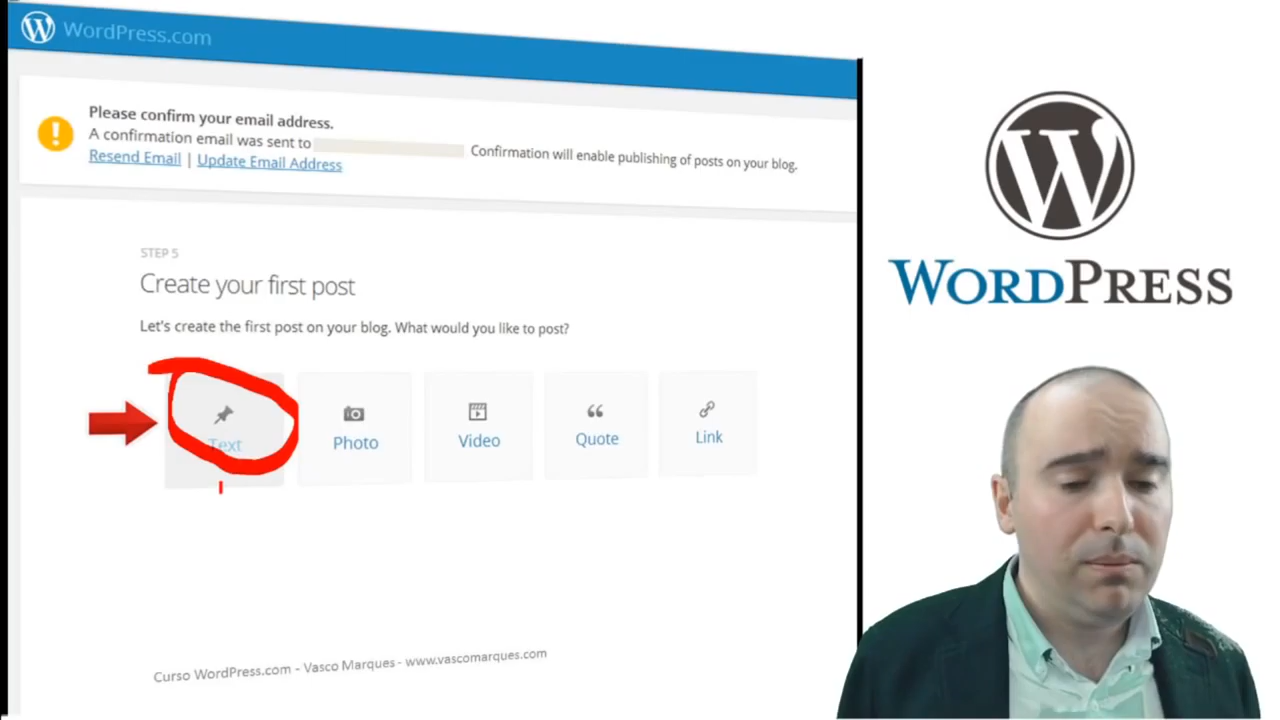 WordPress.com
Please confirm your email address.
A confirmation email was sent to Confirmation will enable publishing of posts on your blog.
Resend Email | Update Email Address
STEP 5
Create your first post
Let's create the first post on your blog. What would you like to post?
Text Photo Video Quote Link
Curso WordPress.com - Vasco Marques - www.vascomarques.com
WORDPRESS